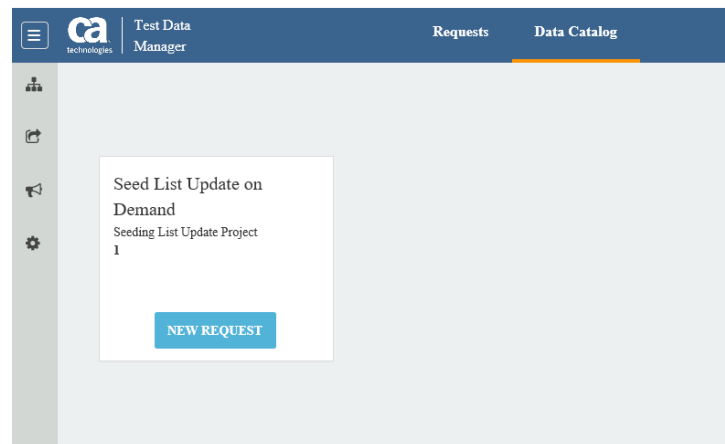 ca
technologies
Test Data
Manager
Requests
Data Catalog
Seed List Update on
Demand
Seeding List Update Project
1
NEW REQUEST